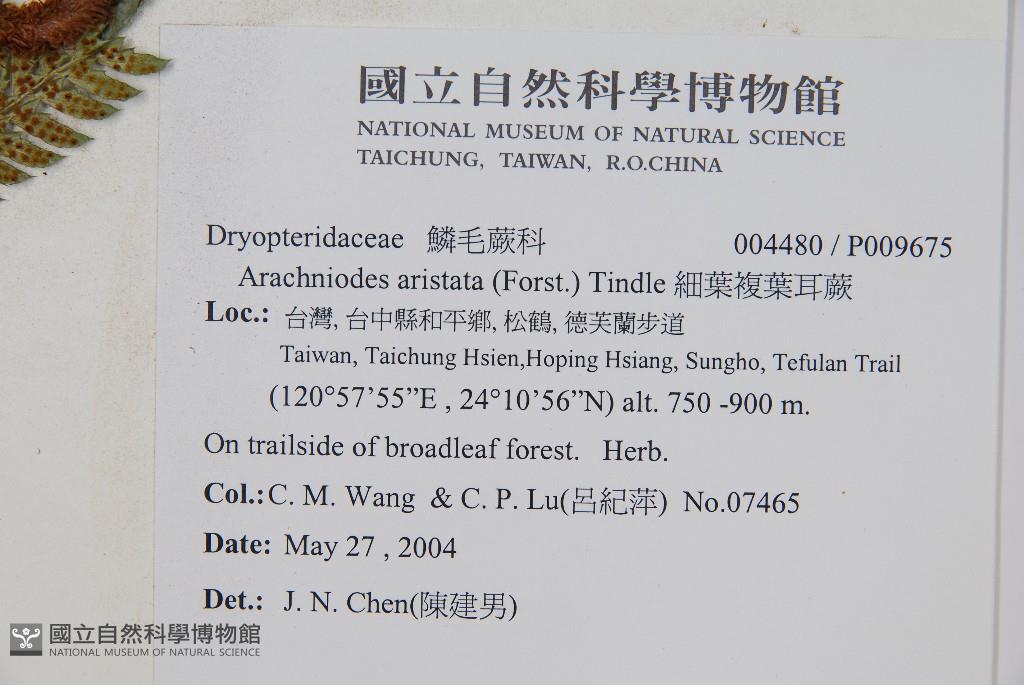 國立自然科學博物館
NATIONAL MUSEUM OF NATURAL SCIENCE
TAICHUNG, TAIWAN, R.O.CHINA
Dryopteridaceae 鱗毛蕨科 004480 / P009675
Arachniodes aristata (Forst.) Tindle 細葉複葉耳蕨
Loc.: 台灣, 台中縣和平鄉, 松鶴, 德芙蘭步道
Taiwan, Taichung Hsien,Hoping Hsiang, Sungho, Tefulan Trail
(120°57’55”E , 24°10’56”N) alt. 750 -900 m.
On trailside of broadleaf forest. Herb.
Col.:C. M. Wang & C. P. Lu(呂紀萍) No.07465
Date: May 27 , 2004
Det.: J. N. Chen(陳建男)
國立自然科學博物館
NATIONAL MUSEUM OF NATURAL SCIENCE